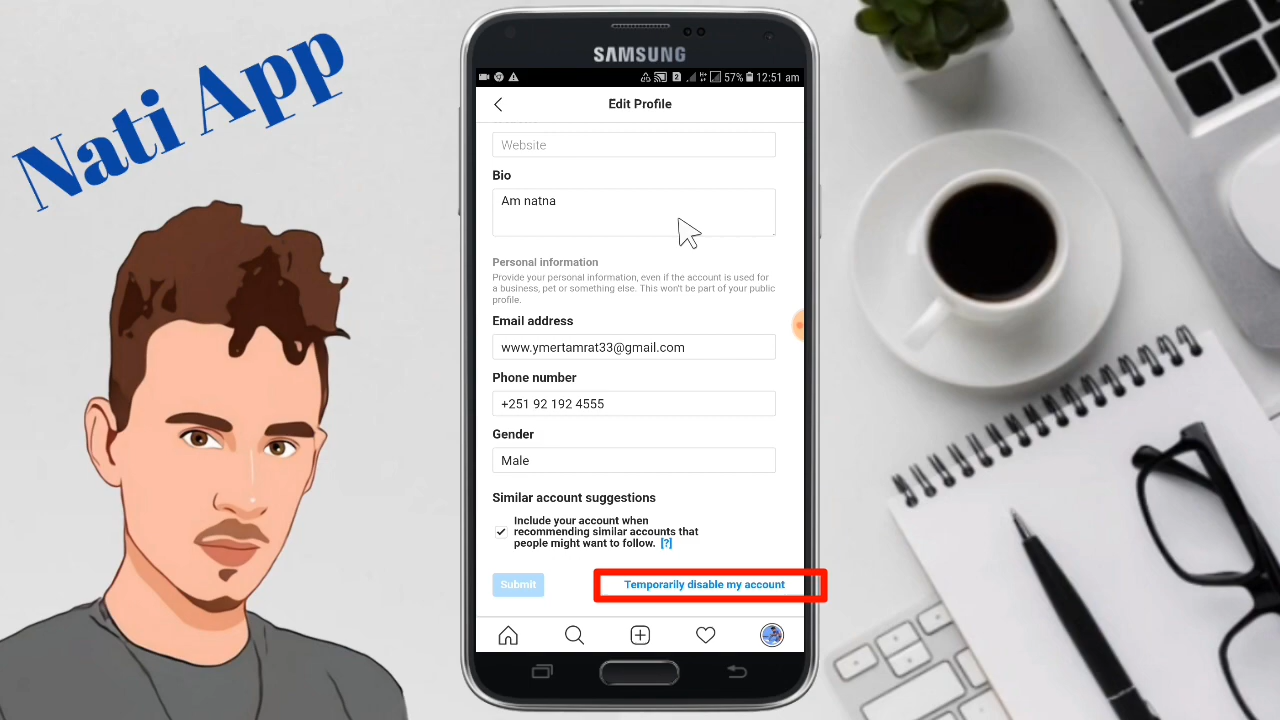 Nati App
SAMSUNG
2 57% 12:51 am
Edit Profile
Website
Bio
Am natna
Personal information
Provide your personal information, even if the account is used for
a business, pet or something else. This won't be part of your public
profile.
Email address
www.ymertamrat33@gmail.com
Phone number
+251 92 192 4555
Gender
Male
Similar account suggestions
Include your account when
recommending similar accounts that
people might want to follow. [?]
Submit
Temporarily disable my account